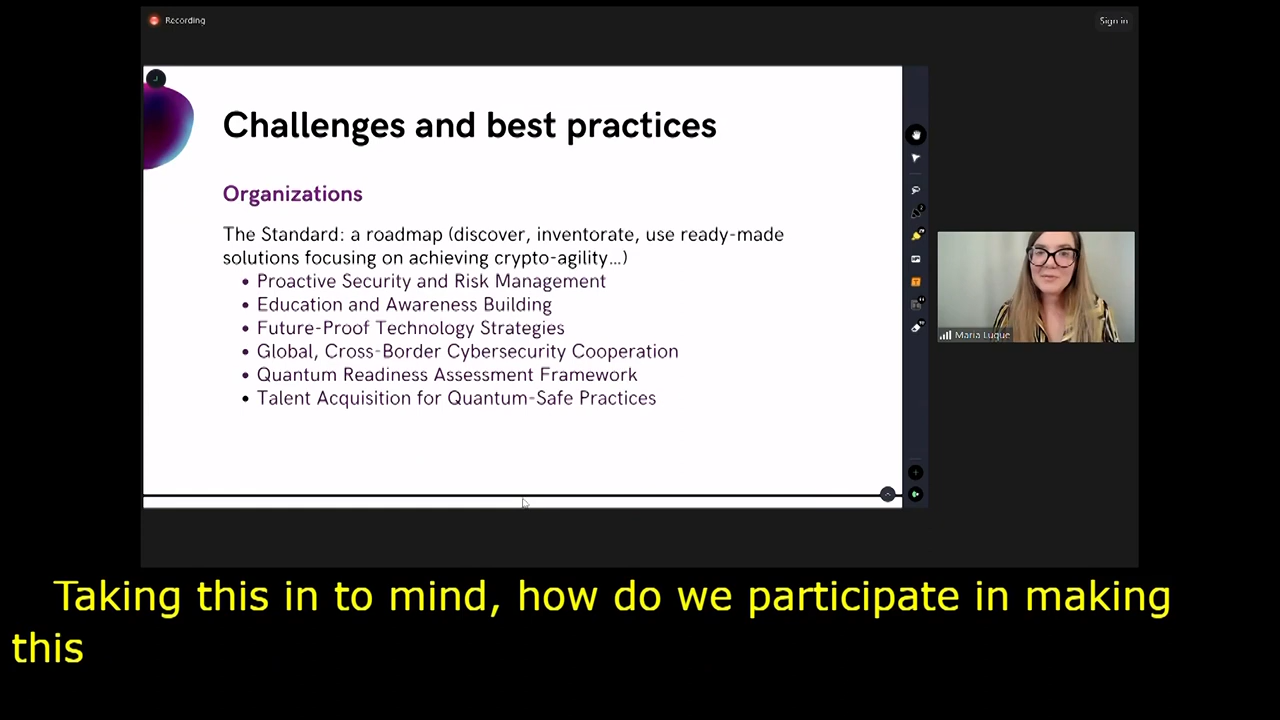 Recording
Sign in
Challenges and best practices
Organizations
The Standard: a roadmap (discover, inventorate, use ready-made
solutions focusing on achieving crypto-agility...)
• Proactive Security and Risk Management
• Education and Awareness Building
• Future-Proof Technology Strategies
• Global, Cross-Border Cybersecurity Cooperation
• Quantum Readiness Assessment Framework
• Talent Acquisition for Quantum-Safe Practices
Maria Luque
Taking this in to mind, how do we participate in making
this